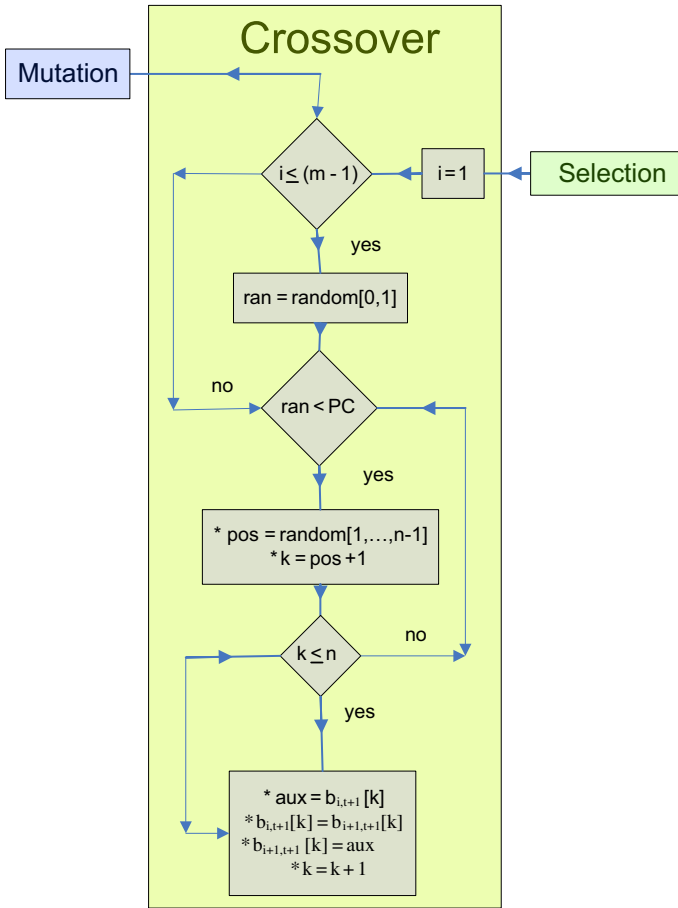 Crossover
Mutation
i ≤ (m - 1)
i = 1
Selection
yes
ran = random[0,1]
no
ran < PC
yes
* pos = random[1,…,n-1]
* k = pos + 1
k ≤ n
no
yes
* aux = b_{i,t+1} [k]
* b_{i,t+1}[k] = b_{i+1,t+1}[k]
* b_{i+1,t+1} [k] = aux
* k = k + 1